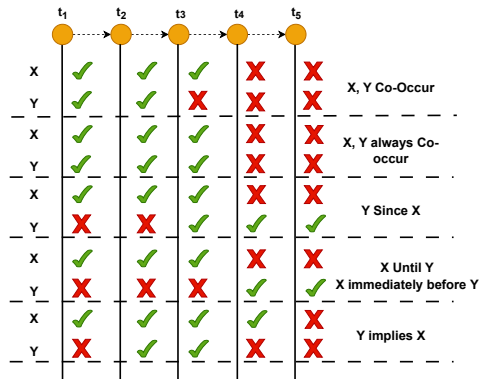 t1 t2 t3 t4 t5
X
X, Y Co-Occur
Y
X
X, Y always Co-
occur
Y
X
Y Since X
Y
X
X Until Y
Y
X immediately before Y
X
Y implies X
Y